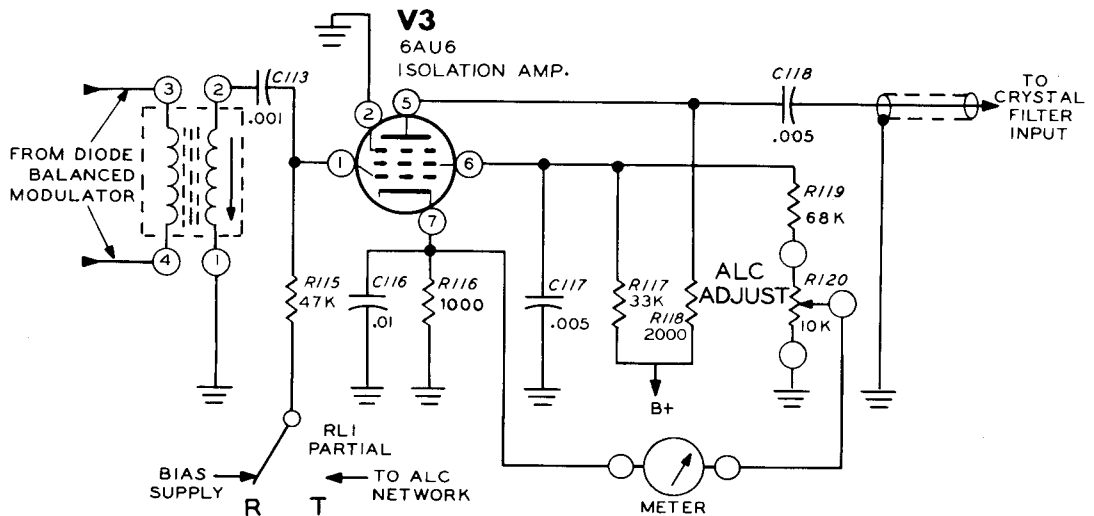 V3
6AU6
ISOLATION AMP.
C113
.001
C118
.005
TO
CRYSTAL
FILTER
INPUT
3
2
2
5
FROM DIODE
BALANCED
MODULATOR
1
6
7
4
1
R119
68K
R115
47K
C116
.01
R116
1000
C117
.005
R117
33K
R118
2000
ALC
ADJUST
R120
10K
B+
RL1
PARTIAL
BIAS
SUPPLY
TO ALC
NETWORK
R
T
METER